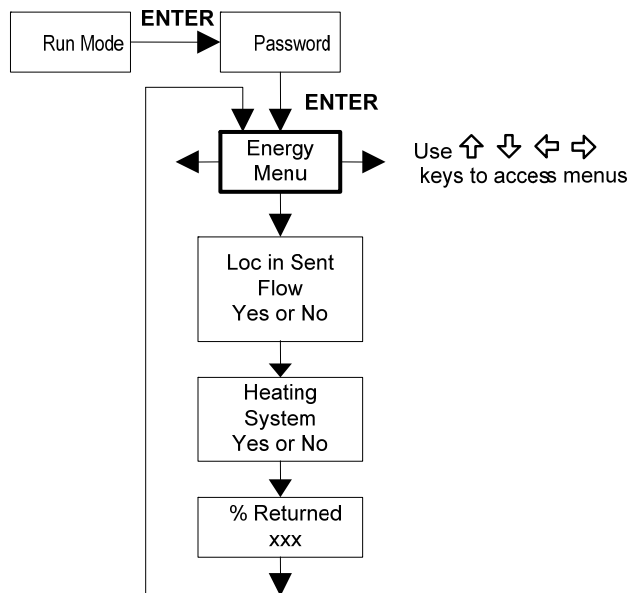 ENTER
Run Mode
Password
ENTER
Energy
Menu
Use ⇧ ⇩ ⇦ ⇨
keys to access menus
Loc in Sent
Flow
Yes or No
Heating
System
Yes or No
% Returned
xxx